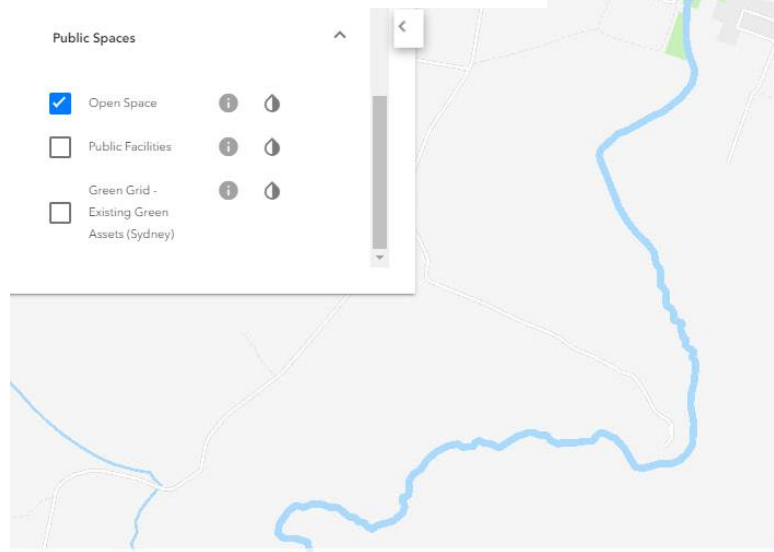 Public Spaces
Open Space
Public Facilities
Green Grid -
Existing Green
Assets (Sydney)